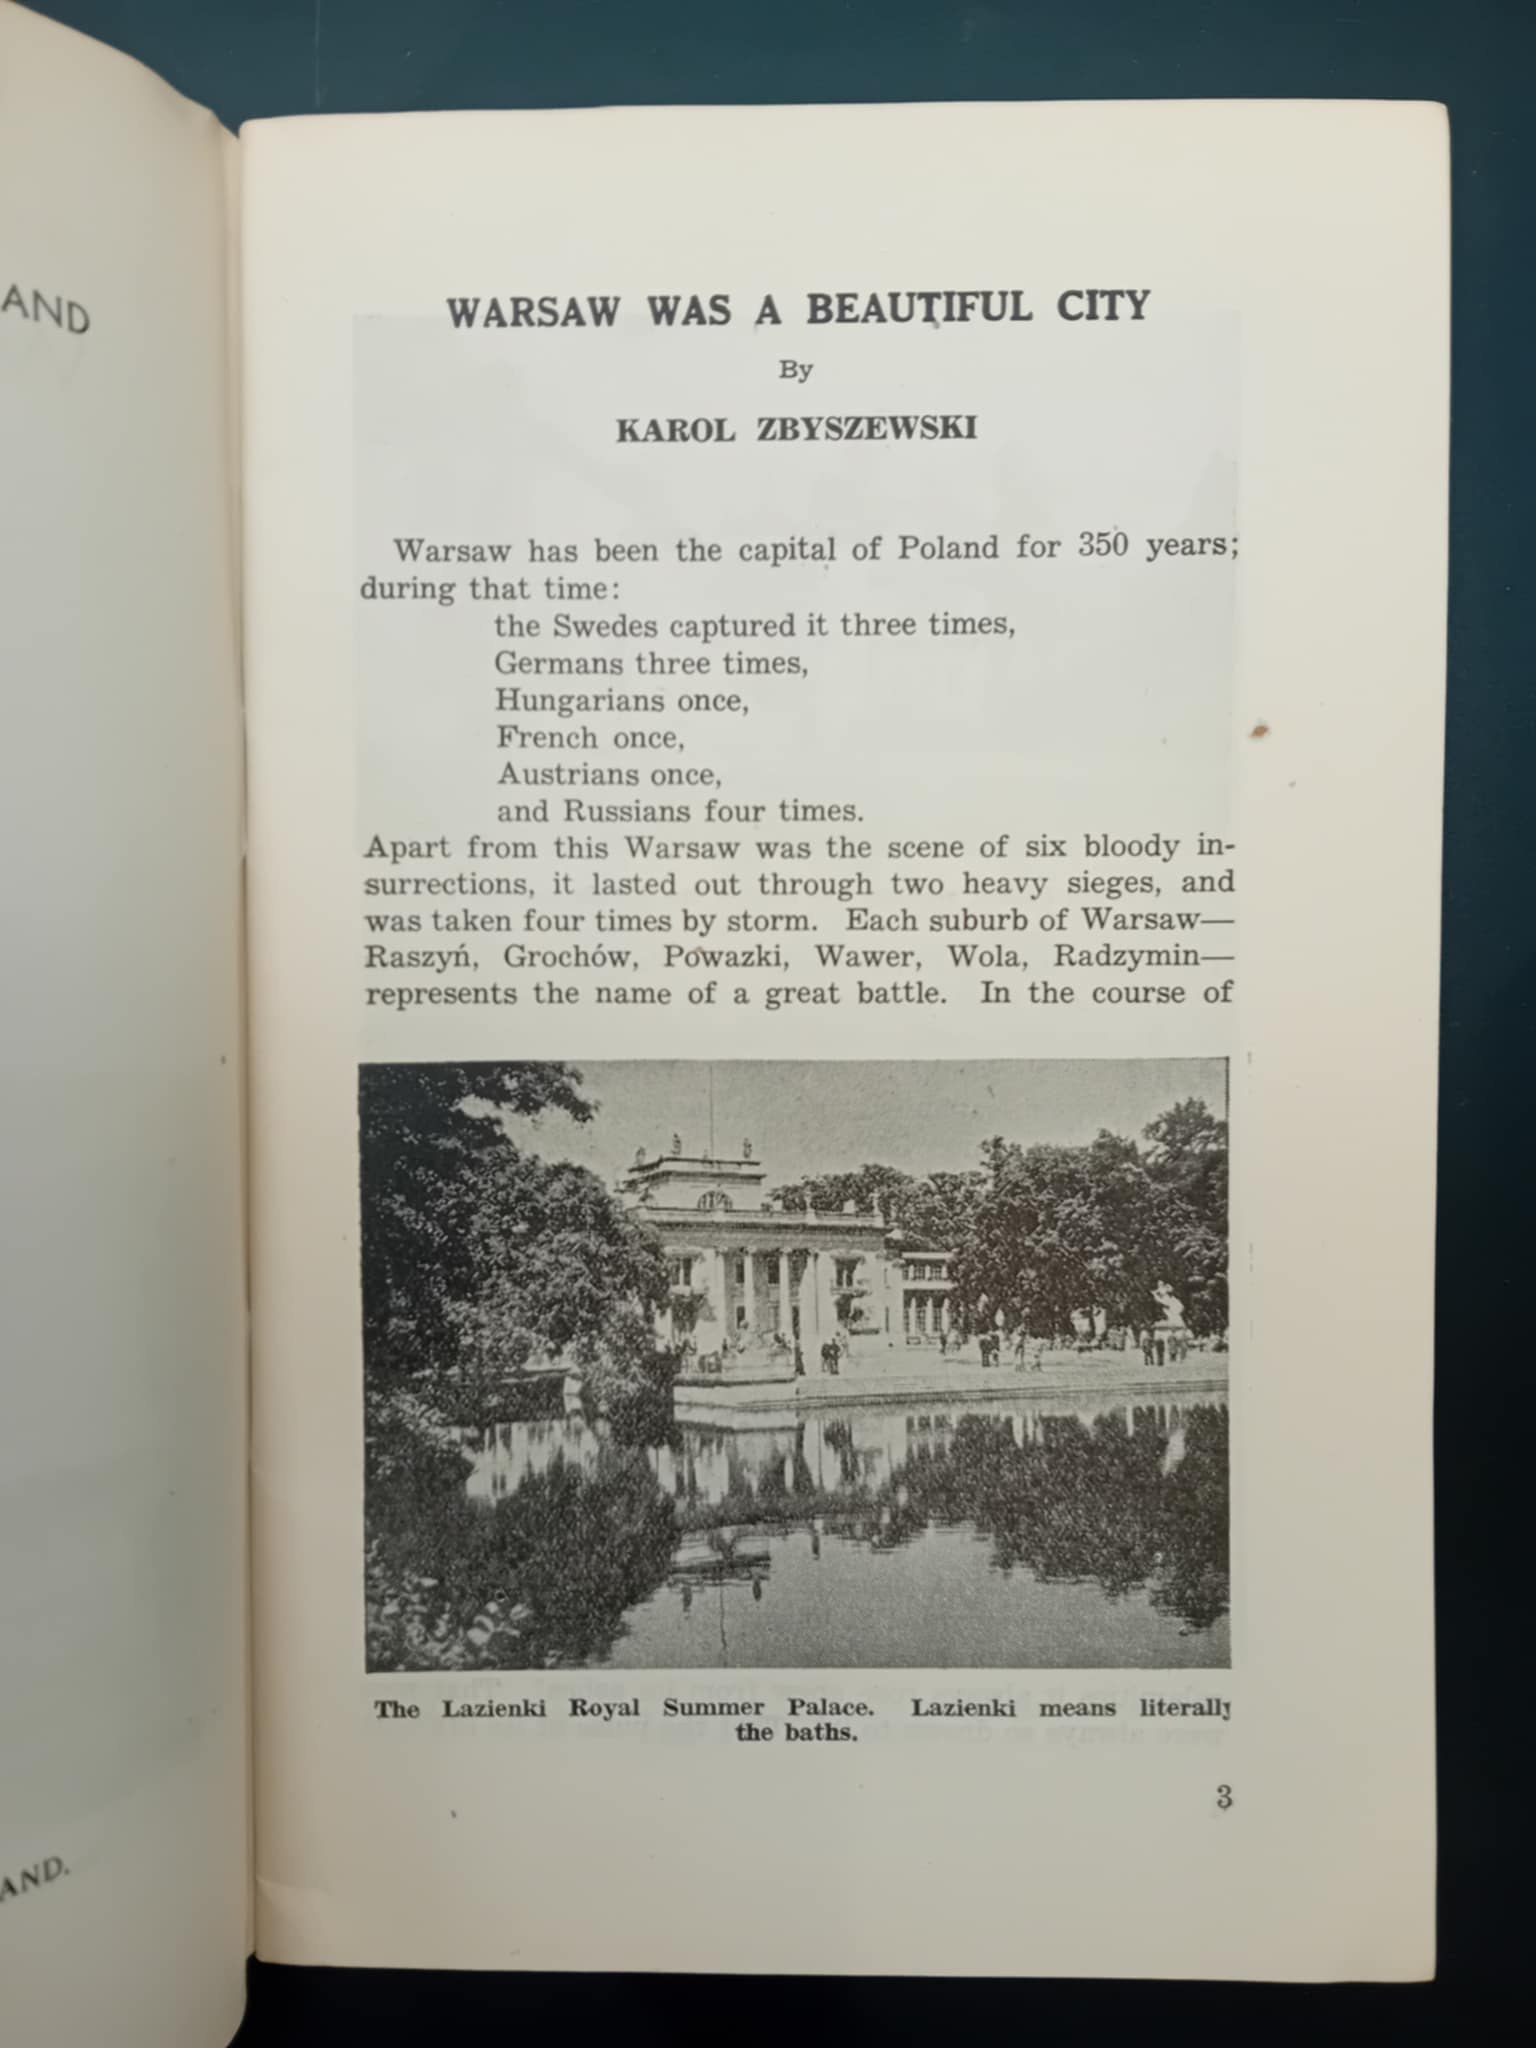 AND
AND.
WARSAW WAS A BEAUTIFUL CITY
By
KAROL ZBYSZEWSKI
Warsaw has been the capital of Poland for 350 years;
during that time:
the Swedes captured it three times,
Germans three times,
Hungarians once,
French once,
Austrians once,
and Russians four times.
Apart from this Warsaw was the scene of six bloody in-
surrections, it lasted out through two heavy sieges, and
was taken four times by storm. Each suburb of Warsaw—
Raszyń, Grochów, Powazki, Wawer, Wola, Radzymin—
represents the name of a great battle. In the course of
The Lazienki Royal Summer Palace. Lazienki means literally
the baths.
3